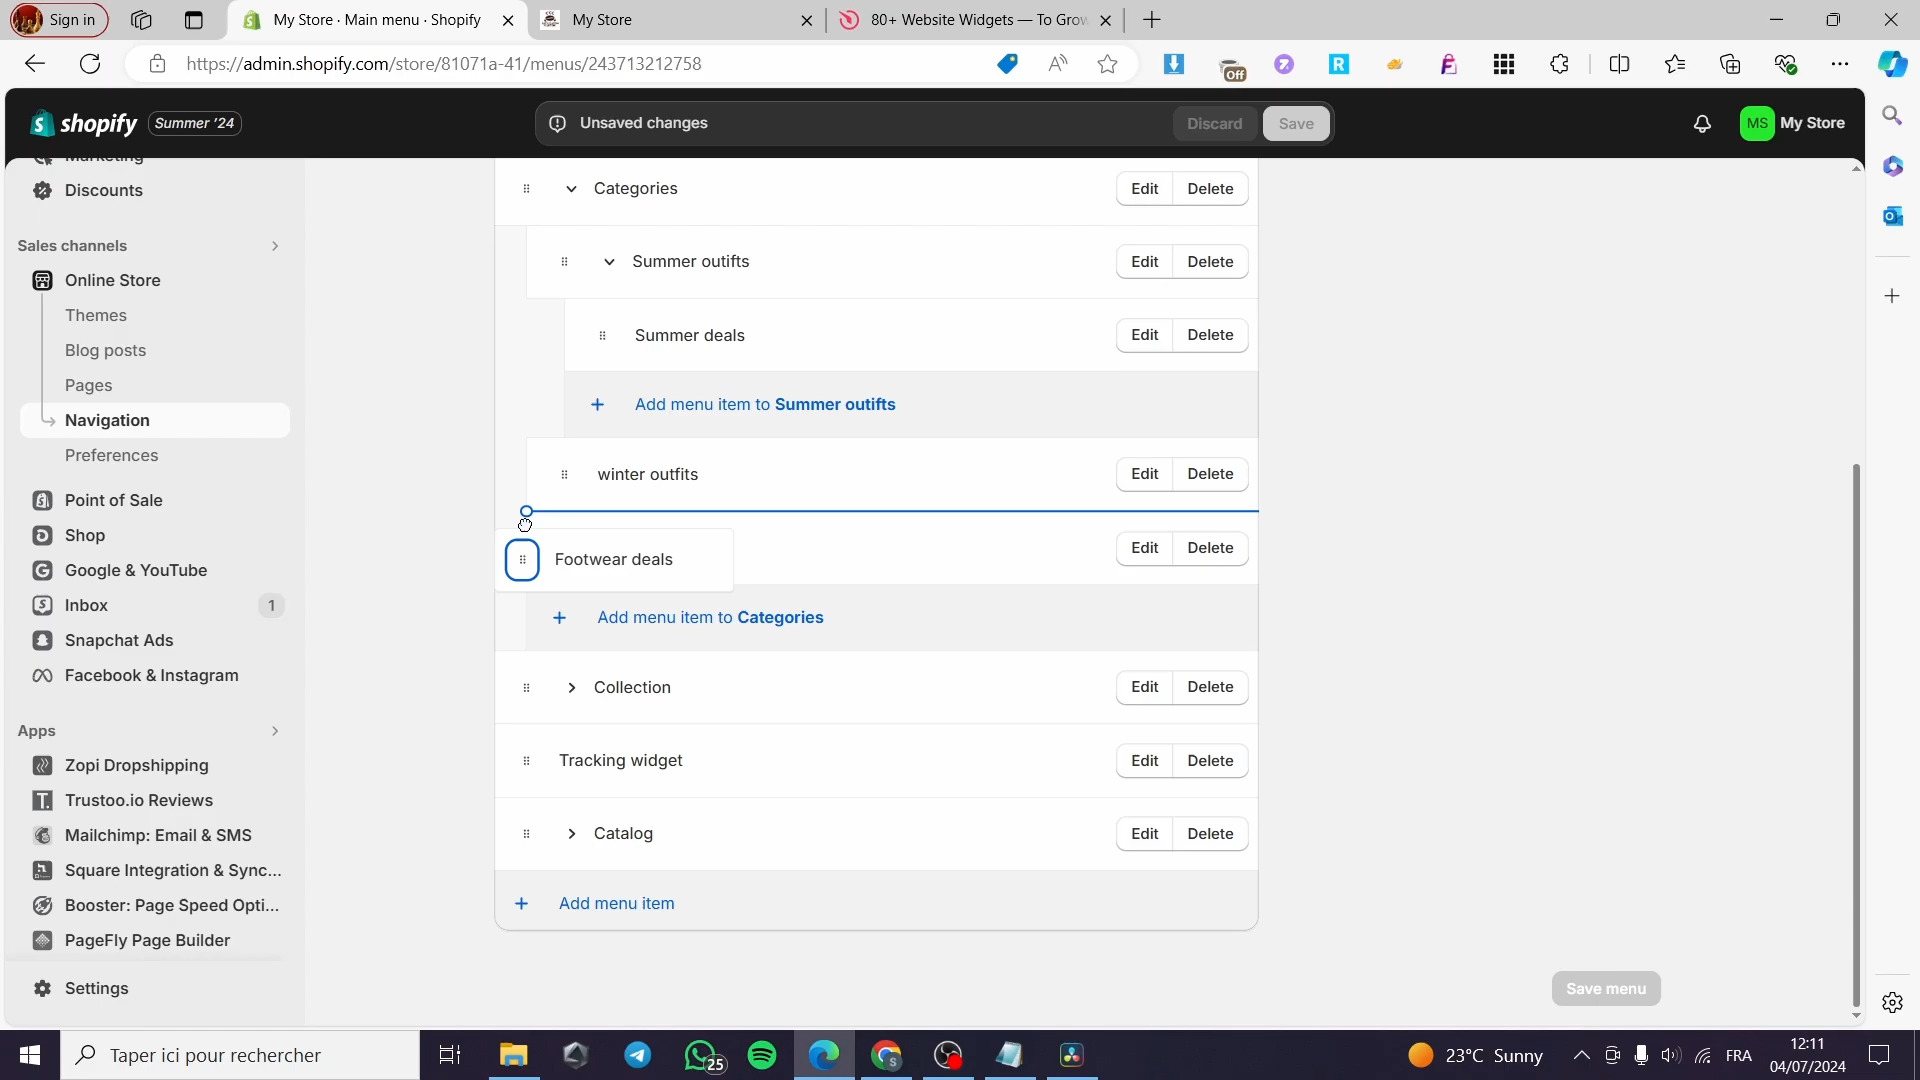 Sign in
My Store · Main menu · Shopify
My Store
80+ Website Widgets — To Grow
https://admin.shopify.com/store/81071a-41/menus/243713212758
Off
shopify
Summer '24
Unsaved changes
Discard
Save
MS
My Store
Marketing
Discounts
Sales channels
Online Store
Themes
Blog posts
Pages
Navigation
Preferences
Point of Sale
Shop
Google & YouTube
Inbox
1
Snapchat Ads
Facebook & Instagram
Apps
Zopi Dropshipping
Trustoo.io Reviews
Mailchimp: Email & SMS
Square Integration & Sync...
Booster: Page Speed Opti...
PageFly Page Builder
Settings
Categories
Edit
Delete
Summer outifts
Edit
Delete
Summer deals
Edit
Delete
Add menu item to Summer outifts
winter outfits
Edit
Delete
Footwear deals
Edit
Delete
Add menu item to Categories
Collection
Edit
Delete
Tracking widget
Edit
Delete
Catalog
Edit
Delete
Add menu item
Save menu
Taper ici pour rechercher
25
23°C Sunny
FRA
12:11
04/07/2024